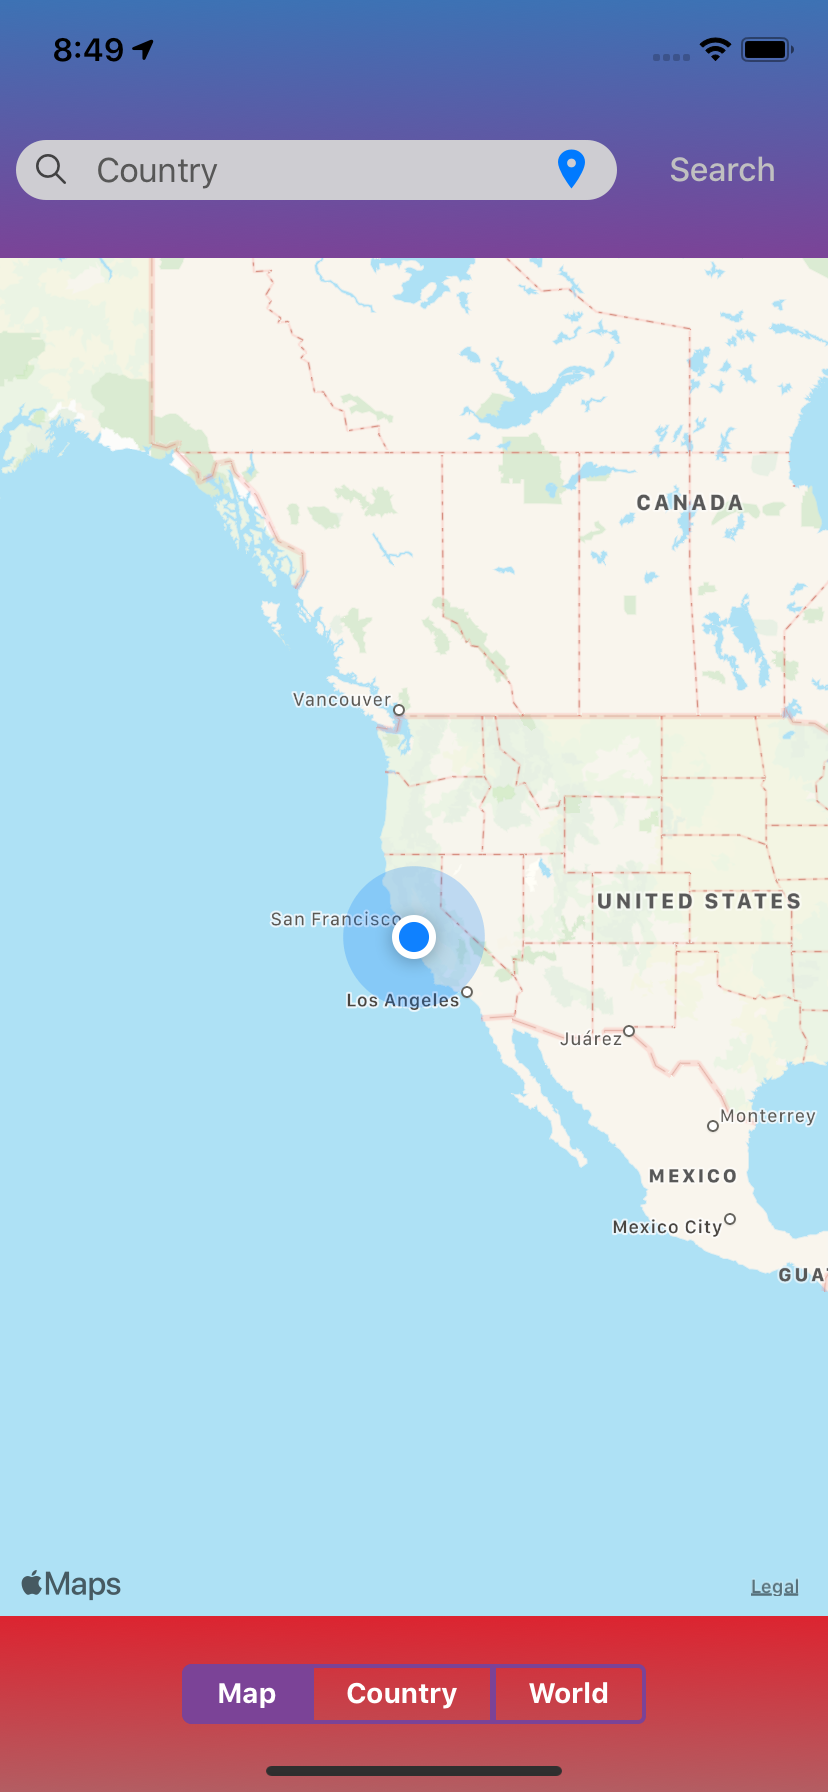 8:49
Country
Search
CANADA
Vancouver
UNITED STATES
San Francisco
Los Angeles
Juárez
Monterrey
MEXICO
Mexico City
GUAT
Maps
Legal
Map
Country
World